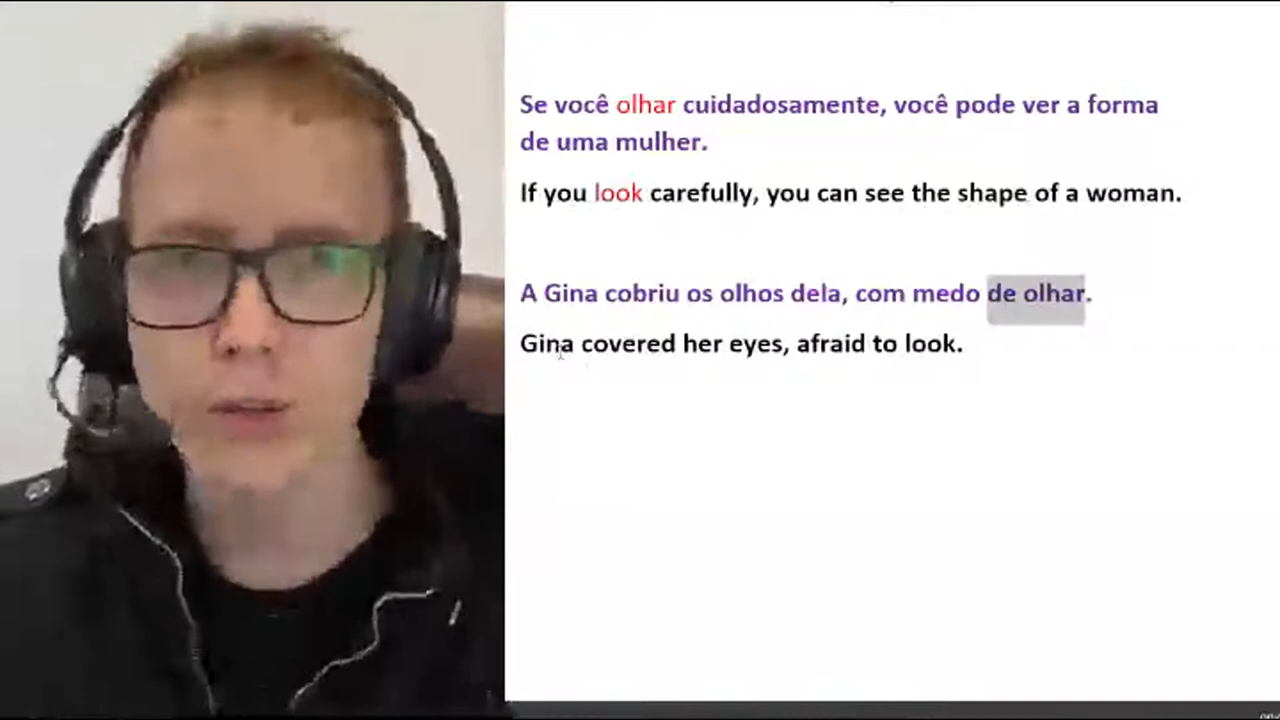 Se você olhar cuidadosamente, você pode ver a forma
de uma mulher.
If you look carefully, you can see the shape of a woman.
A Gina cobriu os olhos dela, com medo de olhar.
Gina covered her eyes, afraid to look.